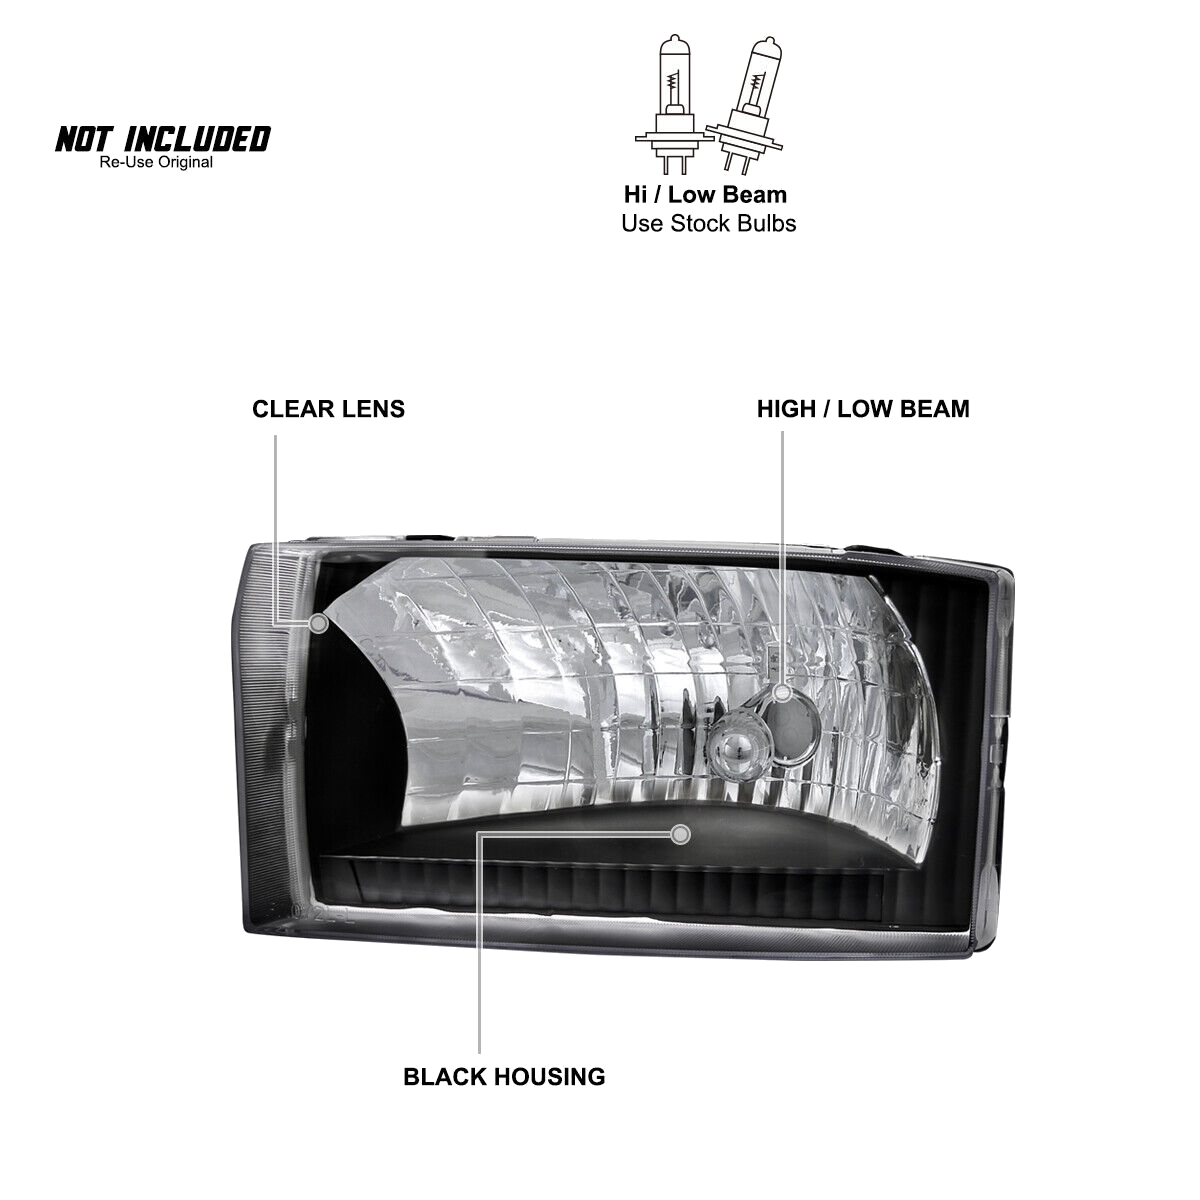 NOT INCLUDED
Re-Use Original
Hi / Low Beam
Use Stock Bulbs
CLEAR LENS
HIGH / LOW BEAM
BLACK HOUSING